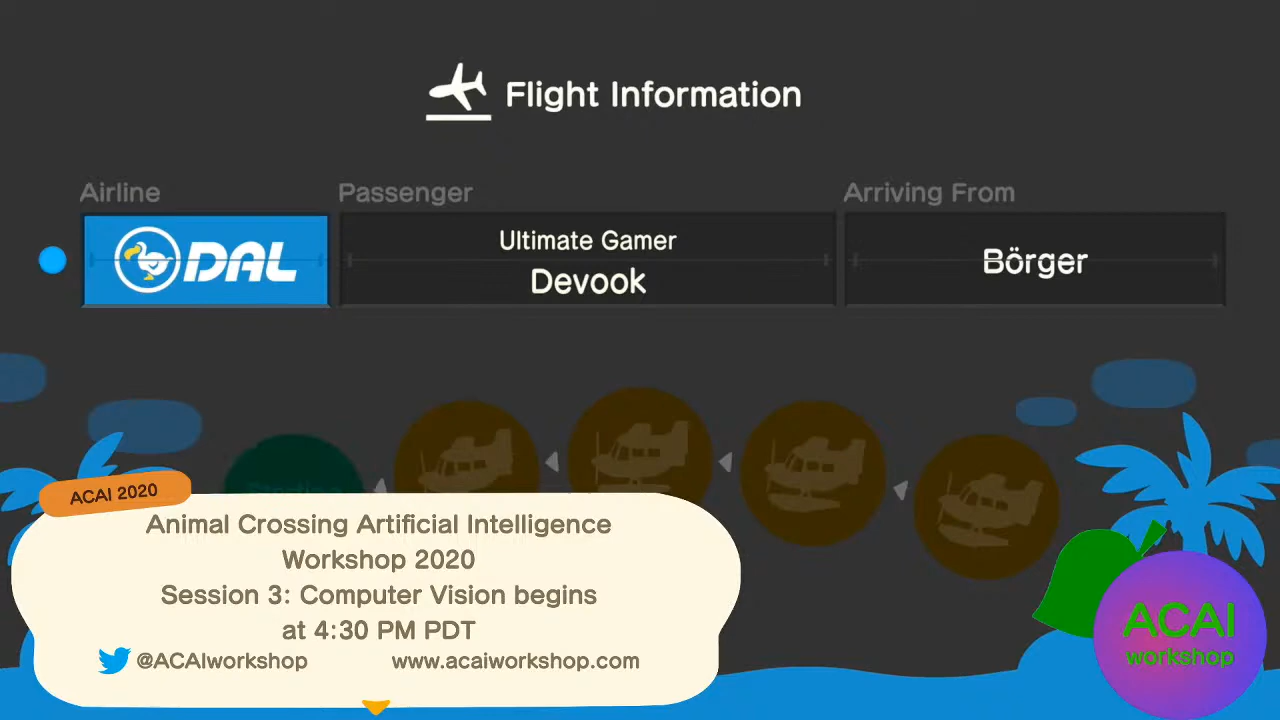 Flight Information
Airline
Passenger
Arriving From
DAL
Ultimate Gamer
Devook
Börger
ACAI 2020
Animal Crossing Artificial Intelligence
Workshop 2020
Session 3: Computer Vision begins
at 4:30 PM PDT
@ACAIworkshop
www.acaiworkshop.com
ACAI
workshop